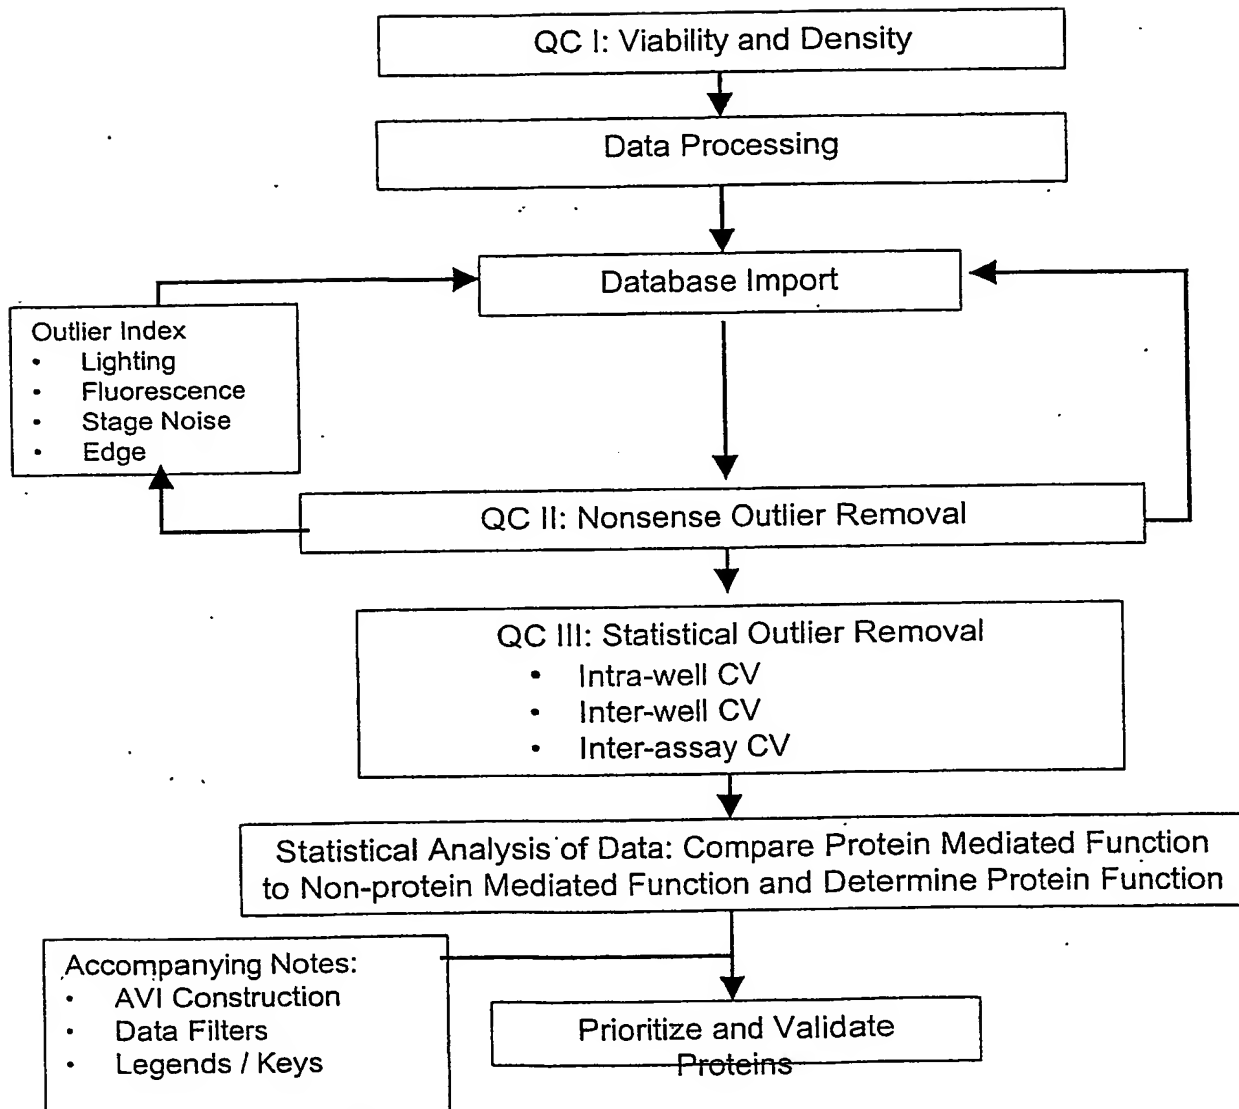 QC I: Viability and Density
Data Processing
Database Import
Outlier Index
• Lighting
• Fluorescence
• Stage Noise
• Edge
QC II: Nonsense Outlier Removal
QC III: Statistical Outlier Removal
• Intra-well CV
• Inter-well CV
• Inter-assay CV
Statistical Analysis of Data: Compare Protein Mediated Function
to Non-protein Mediated Function and Determine Protein Function
Accompanying Notes:
• AVI Construction
• Data Filters
• Legends / Keys
Prioritize and Validate
Proteins